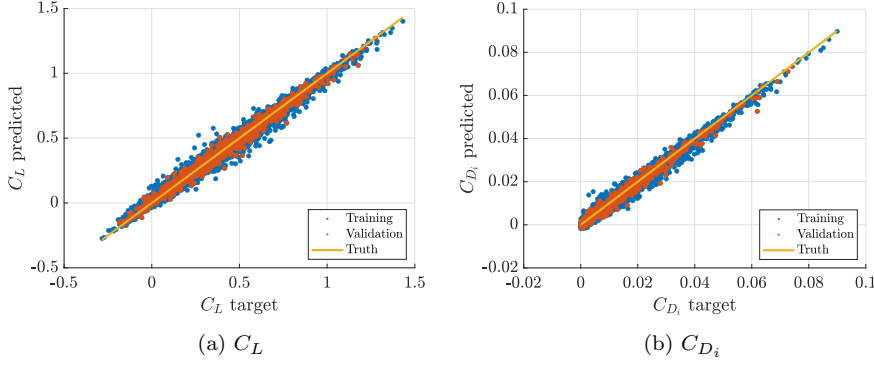 1.5
1
0.5
0
-0.5
C_L predicted
-0.5 0 0.5 1 1.5
C_L target
Training
Validation
Truth
(a) C_L
0.1
0.08
0.06
0.04
0.02
0
-0.02
C_{D_i} predicted
-0.02 0 0.02 0.04 0.06 0.08 0.1
C_{D_i} target
Training
Validation
Truth
(b) C_{D_i}